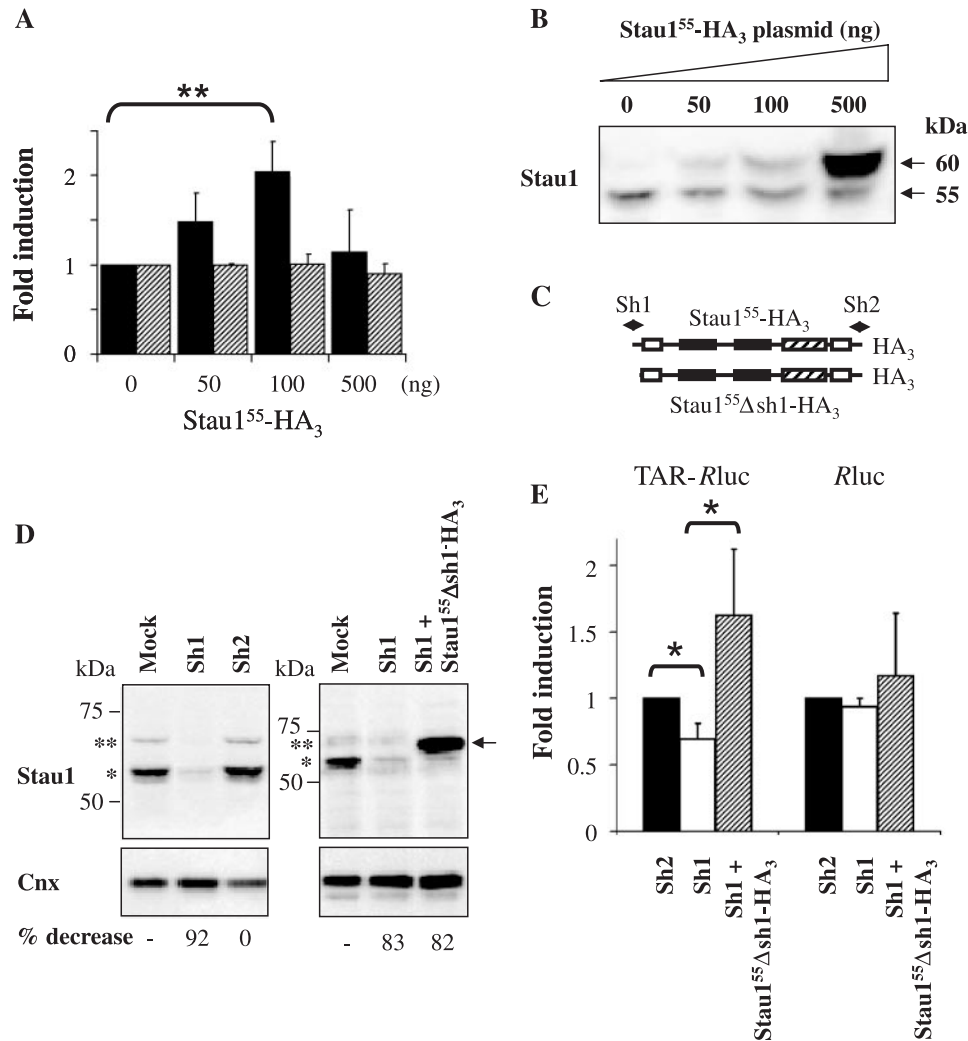 A
**
Fold induction
2
1
0
0 50 100 500 (ng)
Stau1⁵⁵-HA₃
B
Stau1⁵⁵-HA₃ plasmid (ng)
0 50 100 500
kDa
Stau1
60
55
C
Sh1 Sh2
Stau1⁵⁵-HA₃
HA₃
HA₃
Stau1⁵⁵Δsh1-HA₃
D
kDa
Mock
Sh1
Sh2
75
**
Stau1
*
50
Cnx
% decrease - 92 0
kDa
Mock
Sh1
Sh1 +
Stau1⁵⁵Δsh1-HA₃
75
**
*
50
- 83 82
E
TAR-Rluc Rluc
*
*
Fold induction
2
1.5
1
0.5
0
Sh2
Sh1
Sh1 +
Stau1⁵⁵Δsh1-HA₃
Sh2
Sh1
Sh1 +
Stau1⁵⁵Δsh1-HA₃